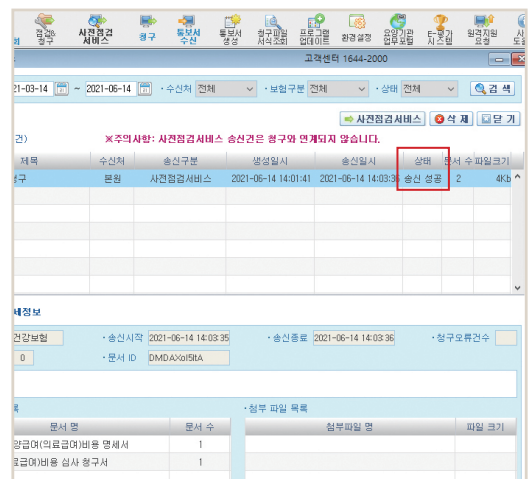 점검& 청구
사전점검 서비스
청구
통보서 수신
통보서 생성
청구파일 서식조회
프로그램 업데이트
환경설정
요양기관 업무포털
E-평가 시스템
원격지원 요청
고객센터 1644-2000
21-03-14 ~ 2021-06-14 ·수신처 전체 ·보험구분 전체 ·상태 전체 검 색
사전점검서비스 삭 제 닫 기
건) ※주의사항: 사전점검서비스 송신건은 청구와 연계되지 않습니다.
제목 수신처 송신구분 생성일시 송신일시 상태 문서 수 파일크기
청구 본원 사전점검서비스 2021-06-14 14:01:41 2021-06-14 14:03:36 송신 성공 2 4Kb
세정보
건강보험 ·송신시작 2021-06-14 14:03:35 ·송신종료 2021-06-14 14:03:36 ·청구오류건수
0 ·문서 ID
록 ·첨부 파일 목록
문서 명 문서 수 첨부파일 명 파일 크기
양급여(의료급여)비용 명세서 1
료급여)비용 심사 청구서 1